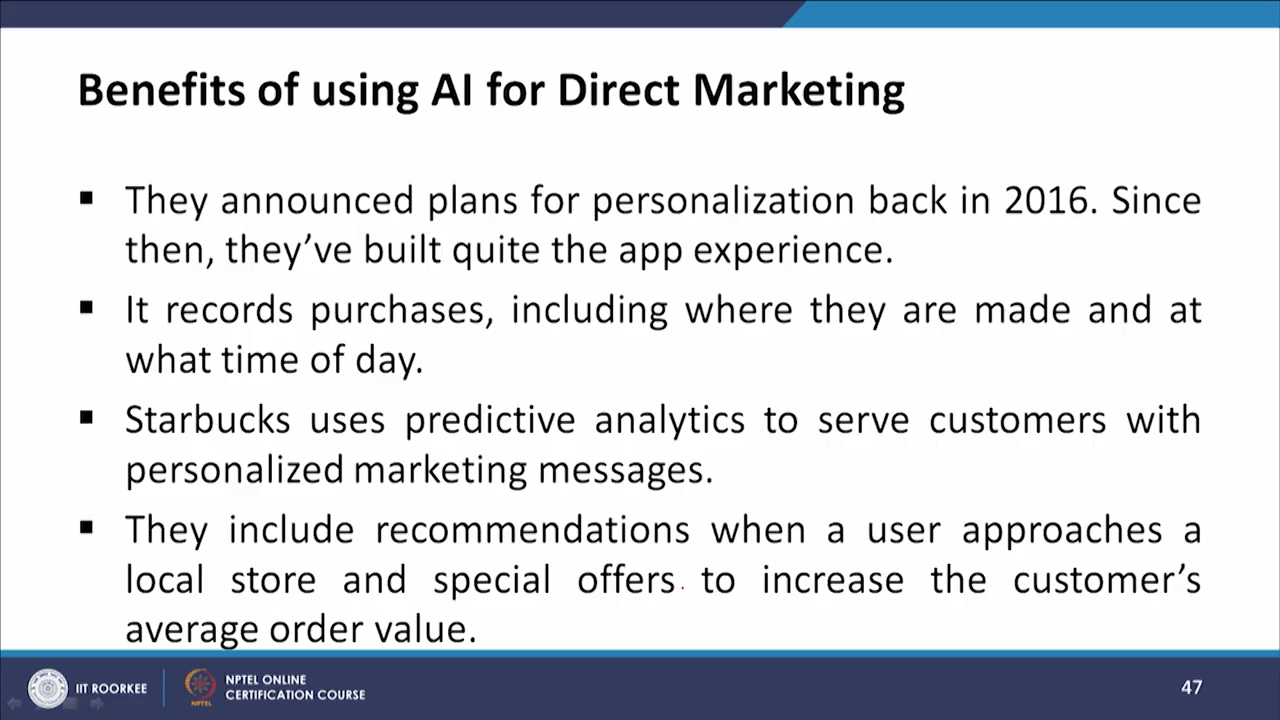 Benefits of using AI for Direct Marketing
▪ They announced plans for personalization back in 2016. Since
then, they’ve built quite the app experience.
▪ It records purchases, including where they are made and at
what time of day.
▪ Starbucks uses predictive analytics to serve customers with
personalized marketing messages.
▪ They include recommendations when a user approaches a
local store and special offers to increase the customer’s
average order value.
IIT ROORKEE
NPTEL
NPTEL ONLINE
CERTIFICATION COURSE
47